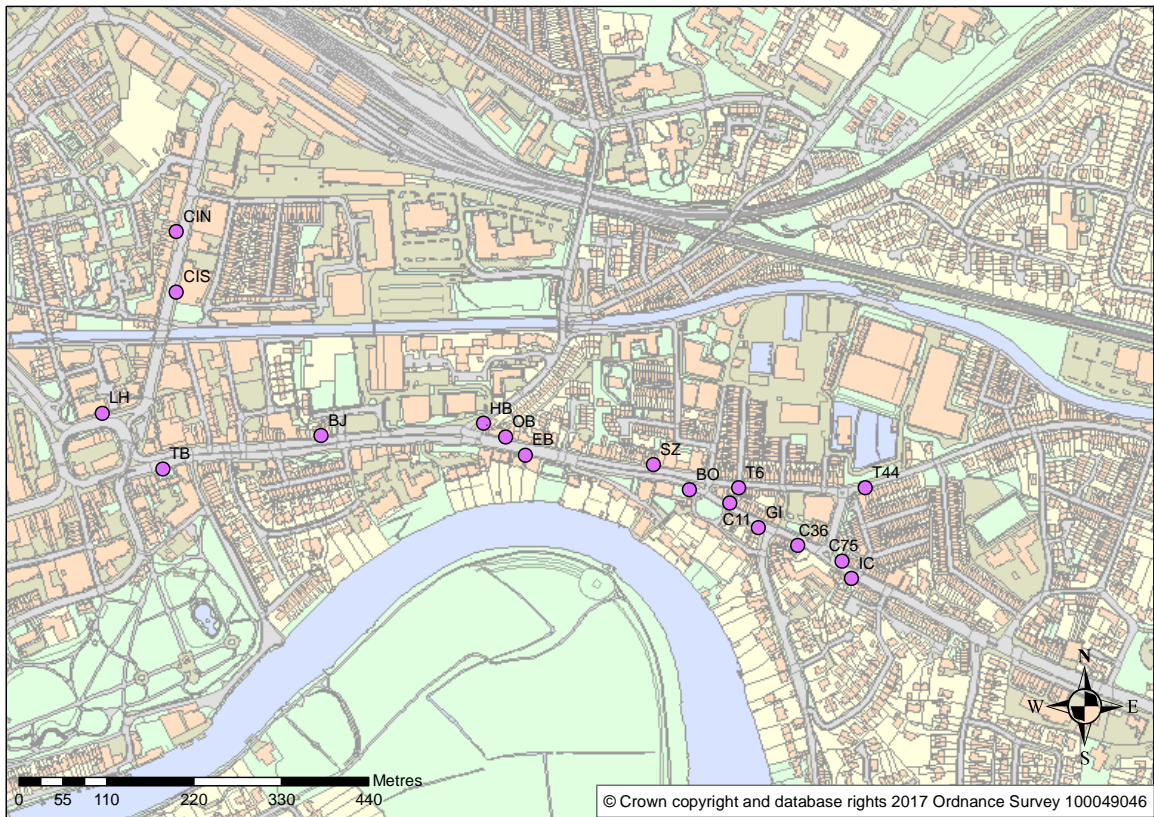 CIN
CIS
LH
TB
BJ
HB
OB
EB
SZ
BO
T6
T44
C11
GI
C36
C75
IC
N
W E
S
Metres
0 55 110 220 330 440
© Crown copyright and database rights 2017 Ordnance Survey 100049046